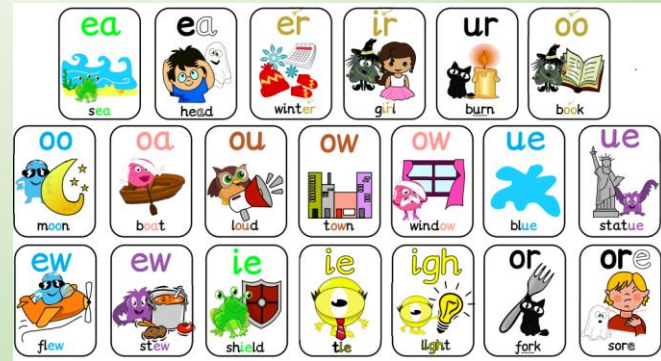 ea ea er ir ur oo
sea head winter girl burn book
oo oa ou ow ow ue ue
moon boat loud town window blue statue
ew ew ie ie igh or ore
flew stew shield tie light fork sore